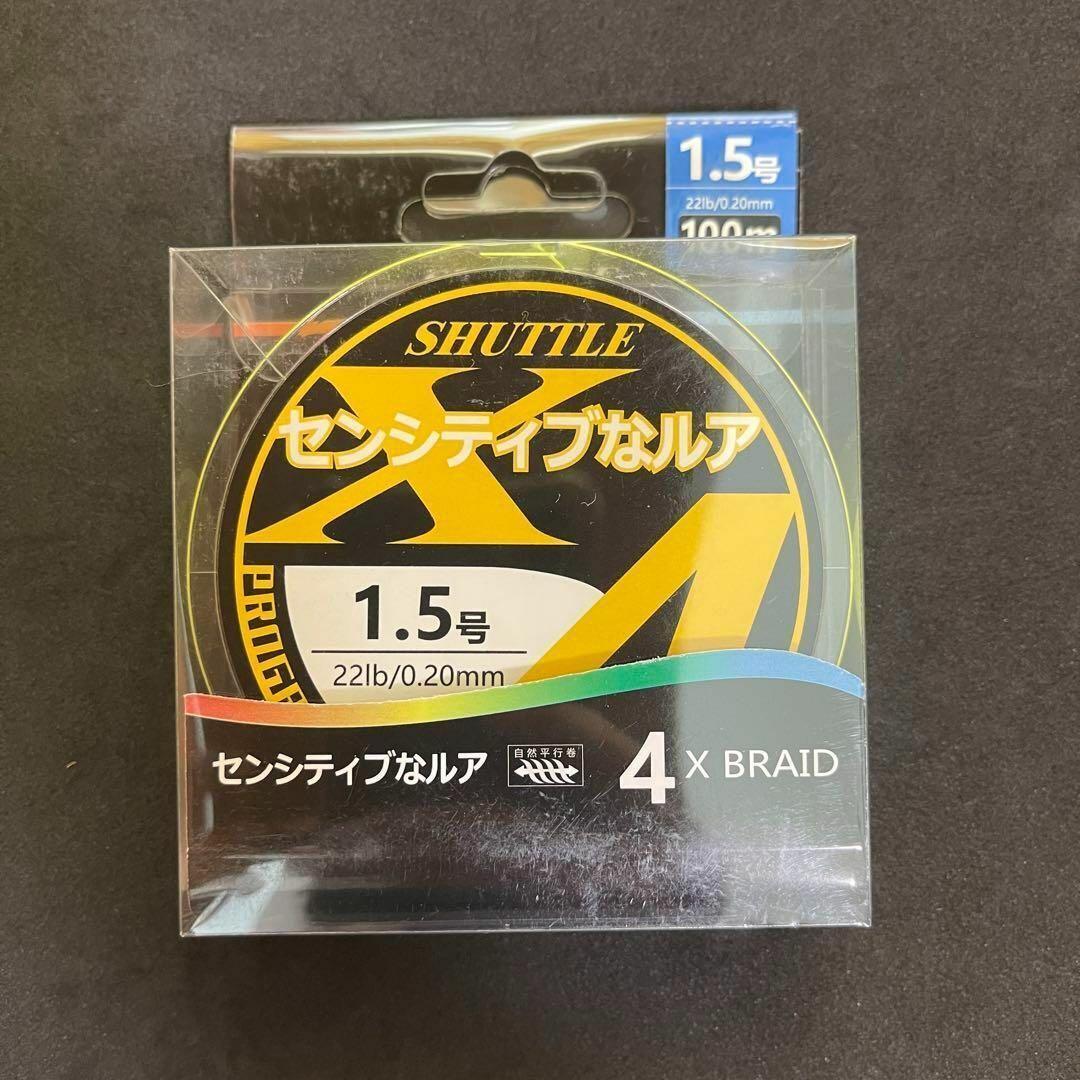 1.5号
22lb/0.20mm
100m
SHUTTLE
X
センシティブなルア
4
1.5号
22lb/0.20mm
センシティブなルア
自然平行巻
4 X BRAID